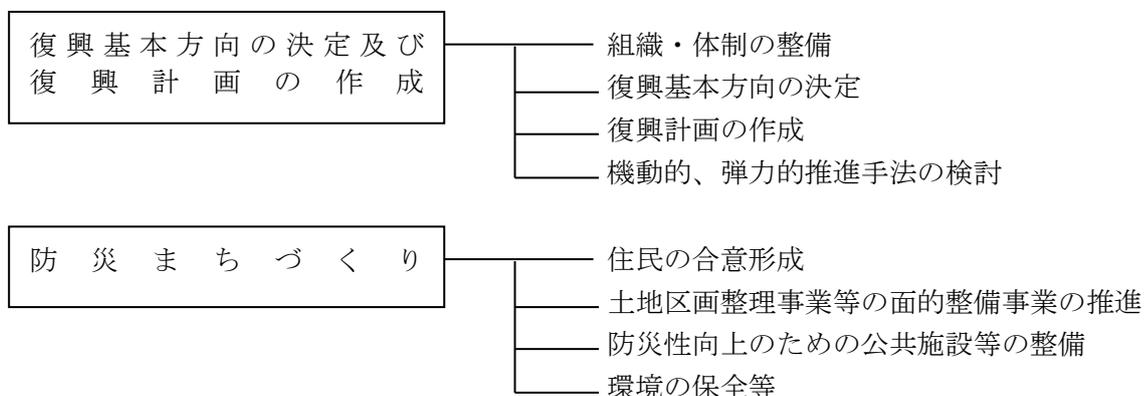 復興基本方向の決定及び
復興計画の作成
組織・体制の整備
復興基本方向の決定
復興計画の作成
機動的、弾力的推進手法の検討
防災まちづくり
住民の合意形成
土地区画整理事業等の面的整備事業の推進
防災性向上のための公共施設等の整備
環境の保全等